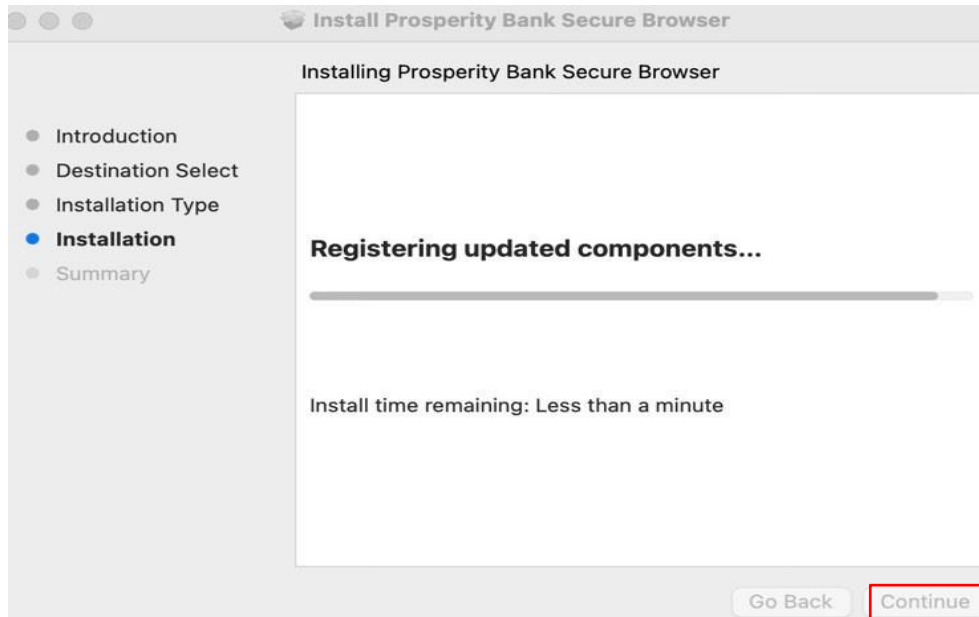 Install Prosperity Bank Secure Browser
Installing Prosperity Bank Secure Browser
Introduction
Destination Select
Installation Type
Installation
Summary
Registering updated components...
Install time remaining: Less than a minute
Go Back Continue